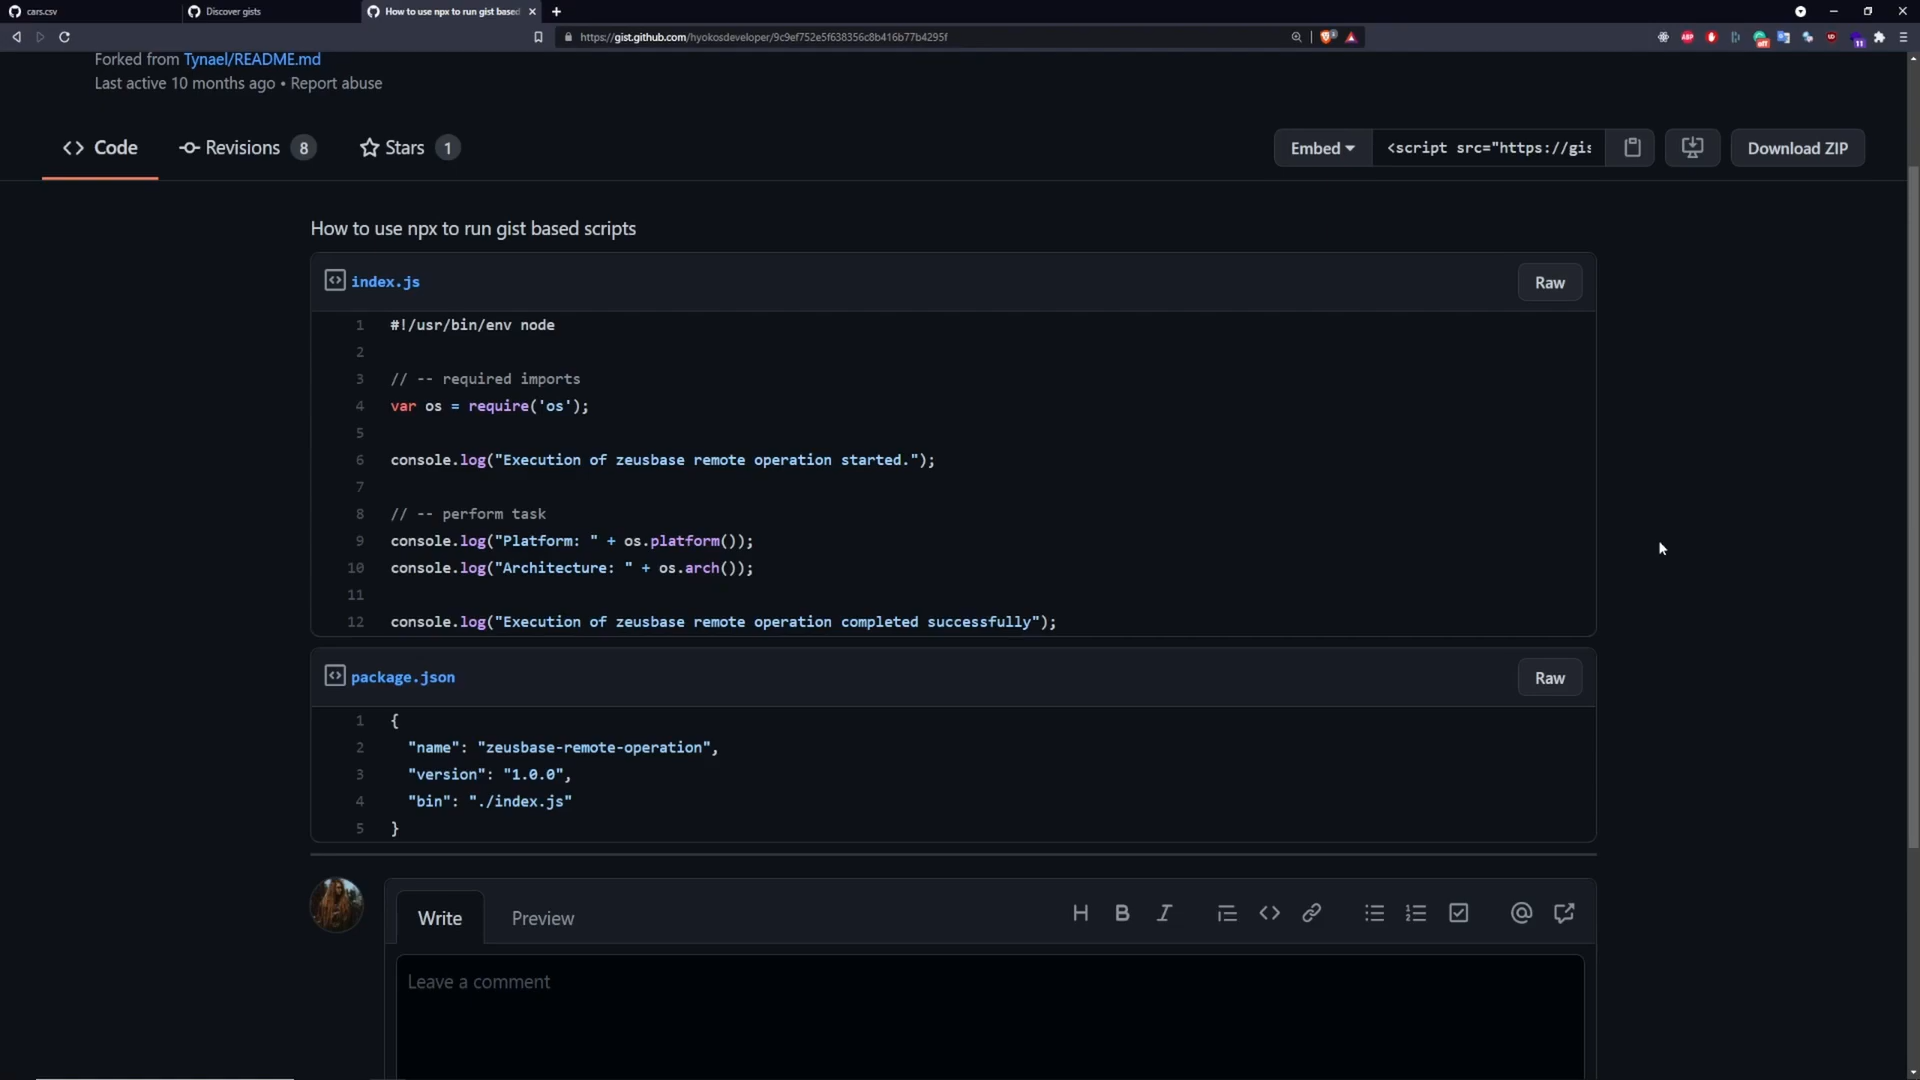 cars.csv
Discover gists
How to use npx to run gist based
https://gist.github.com/hyokosdeveloper/9c9ef752e5f638356c8b416b77b4295f
Forked from Tynael/README.md
Last active 10 months ago • Report abuse
Code
Revisions 8
Stars 1
Embed
<script src="https://gis
Download ZIP
How to use npx to run gist based scripts
index.js
Raw
1 #!/usr/bin/env node
2
3 // -- required imports
4 var os = require('os');
5
6 console.log("Execution of zeusbase remote operation started.");
7
8 // -- perform task
9 console.log("Platform: " + os.platform());
10 console.log("Architecture: " + os.arch());
11
12 console.log("Execution of zeusbase remote operation completed successfully");
package.json
Raw
1 {
2 "name": "zeusbase-remote-operation",
3 "version": "1.0.0",
4 "bin": "./index.js"
5 }
Write
Preview
H B I
Leave a comment